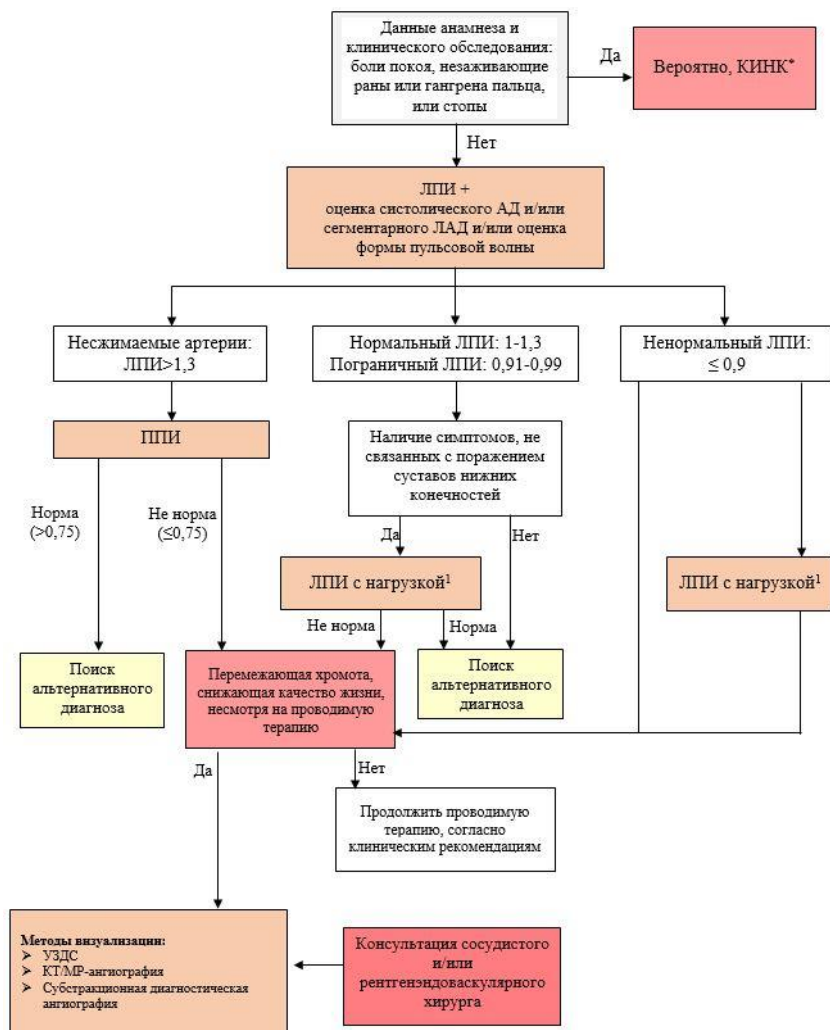 Данные анамнеза и
клинического обследования:
боли покоя, незаживающие
раны или гангрена пальца,
или стопы
Да
Вероятно, КИНК*
Нет
ЛПИ +
оценка систолического АД и/или
сегментарного ЛАД и/или оценка
формы пульсовой волны
Несжимаемые артерии:
ЛПИ>1,3
Нормальный ЛПИ: 1-1,3
Пограничный ЛПИ: 0,91-0,99
Ненормальный ЛПИ:
≤ 0,9
ППИ
Наличие симптомов, не
связанных с поражением
суставов нижних
конечностей
Норма
(>0,75)
Не норма
(≤0,75)
Да
Нет
ЛПИ с нагрузкой¹
ЛПИ с нагрузкой¹
Не норма
Норма
Поиск
альтернативного
диагноза
Перемежающая хромота,
снижающая качество жизни,
несмотря на проводимую
терапию
Поиск
альтернативного
диагноза
Да
Нет
Продолжить проводимую
терапию, согласно
клиническим рекомендациям
Методы визуализации:
➢ УЗДС
➢ КТ/МР-ангиография
➢ Субстракционная диагностическая
ангиография
Консультация сосудистого
и/или
рентгенэндоваскулярного
хирурга